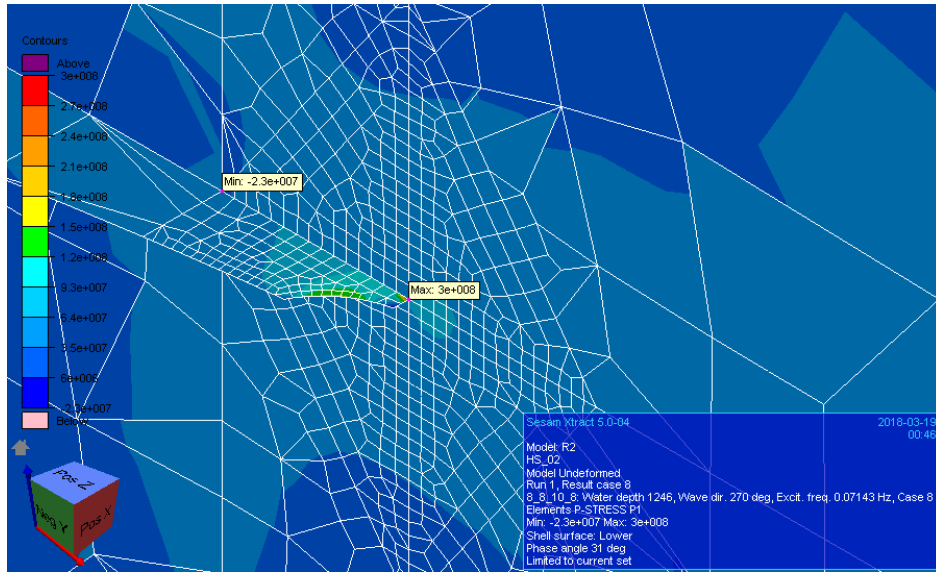 Contours
Above
3e+008
2.7e+008
2.4e+008
2.1e+008
1.8e+008
1.5e+008
1.2e+008
9.3e+007
6.4e+007
3.5e+007
6e+006
-2.3e+007
Below
Min: -2.3e+007
Max: 3e+008
Pos Z
Neg Y
Pos X
Sesam Xtract 5.0-04
2018-03-19
00:46
Model: R2
HS_02
Model Undeformed
Run 1, Result case 8
8_8_10_8: Water depth 1246, Wave dir. 270 deg, Excit. freq. 0.07143 Hz, Case 8
Elements P-STRESS P1
Min: -2.3e+007 Max: 3e+008
Shell surface: Lower
Phase angle 31 deg
Limited to current set